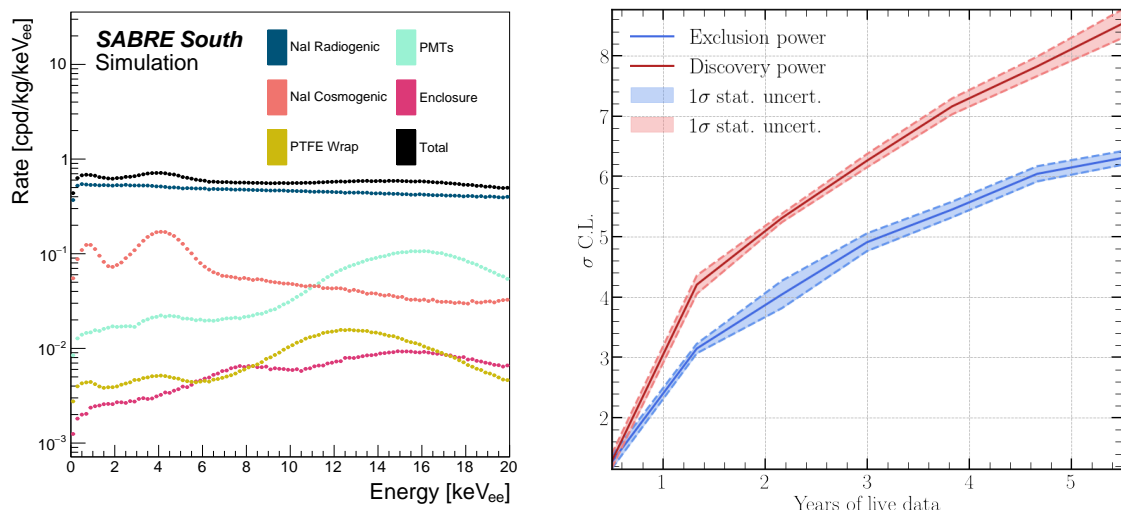 SABRE South
Simulation
NaI Radiogenic
PMTs
NaI Cosmogenic
Enclosure
PTFE Wrap
Total
Rate [cpd/kg/keVee]
10
1
10⁻¹
10⁻²
10⁻³
0 2 4 6 8 10 12 14 16 18 20
Energy [keVee]
Exclusion power
Discovery power
1σ stat. uncert.
1σ stat. uncert.
σ C.L.
8
7
6
5
4
3
2
1 2 3 4 5
Years of live data